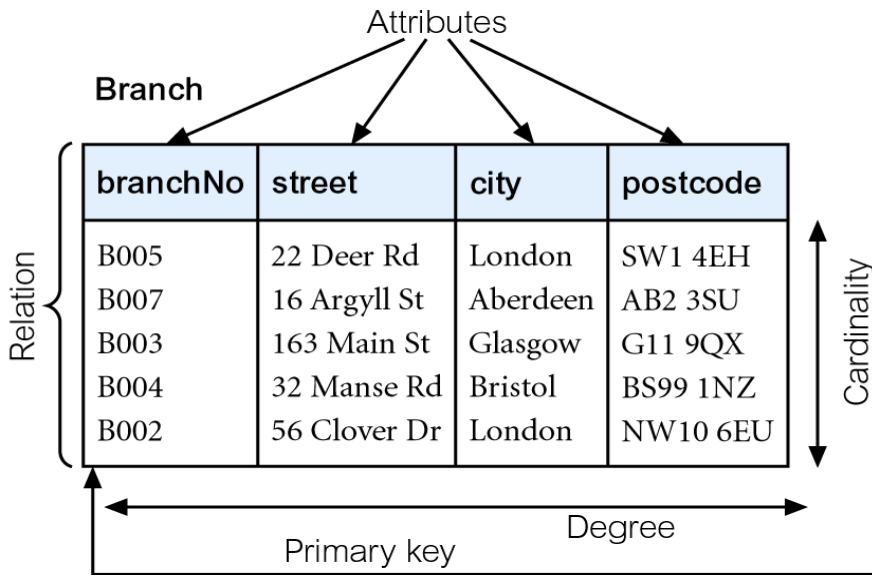 Attributes
Branch
branchNo street city postcode
B005 22 Deer Rd London SW1 4EH
B007 16 Argyll St Aberdeen AB2 3SU
B003 163 Main St Glasgow G11 9QX
B004 32 Manse Rd Bristol BS99 1NZ
B002 56 Clover Dr London NW10 6EU
Relation
Cardinality
Degree
Primary key